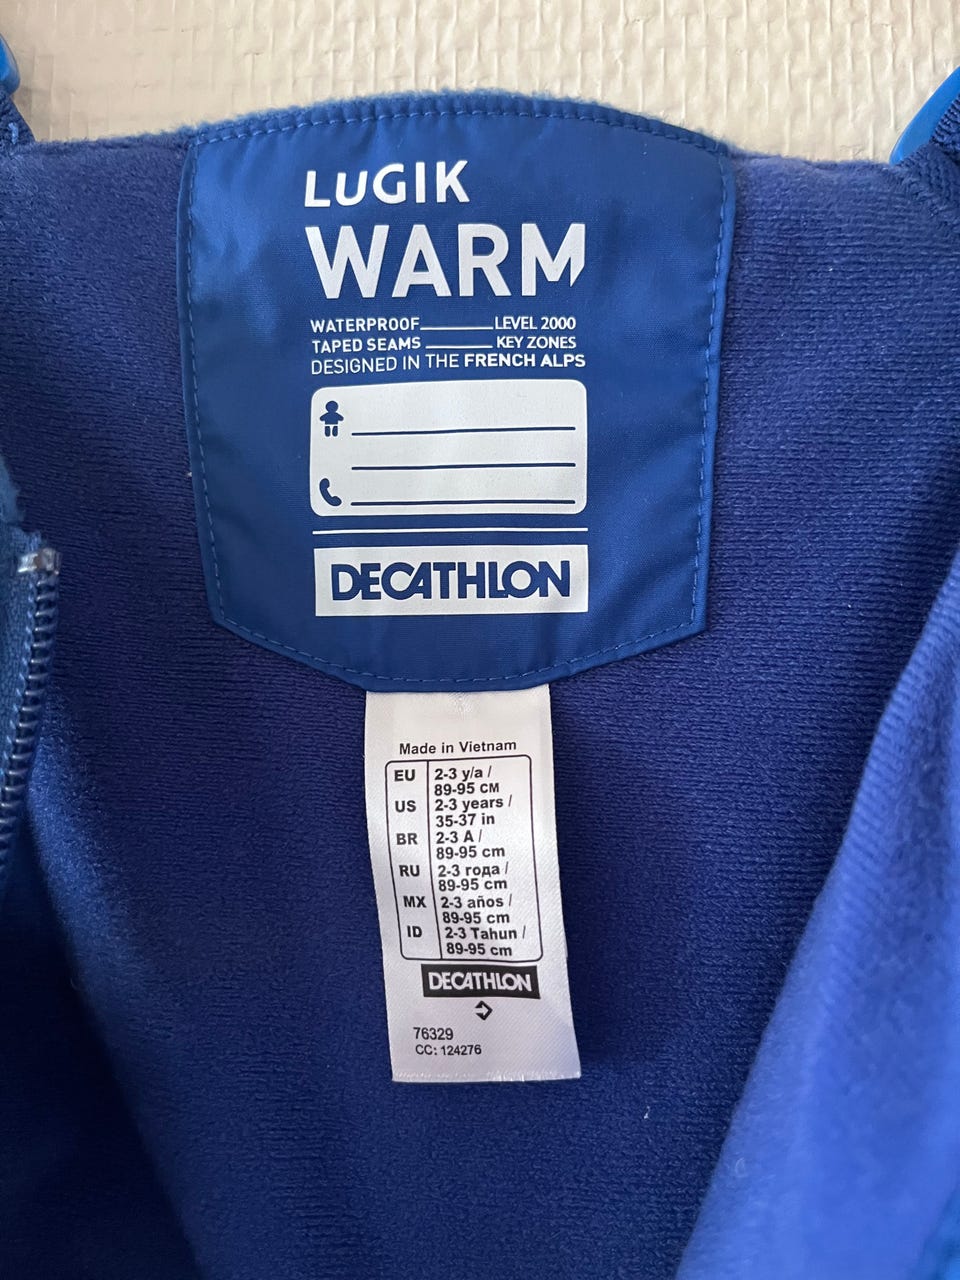 LUGIK
WARM
WATERPROOF LEVEL 2000
TAPED SEAMS KEY ZONES
DESIGNED IN THE FRENCH ALPS
DECATHLON
Made in Vietnam
EU 2-3 y/a /
89-95 CM
US 2-3 years /
35-37 in
BR 2-3 A /
89-95 cm
RU 2-3 года /
89-95 cm
MX 2-3 años /
89-95 cm
ID 2-3 Tahun /
89-95 cm
DECATHLON
76329
CC: 124276